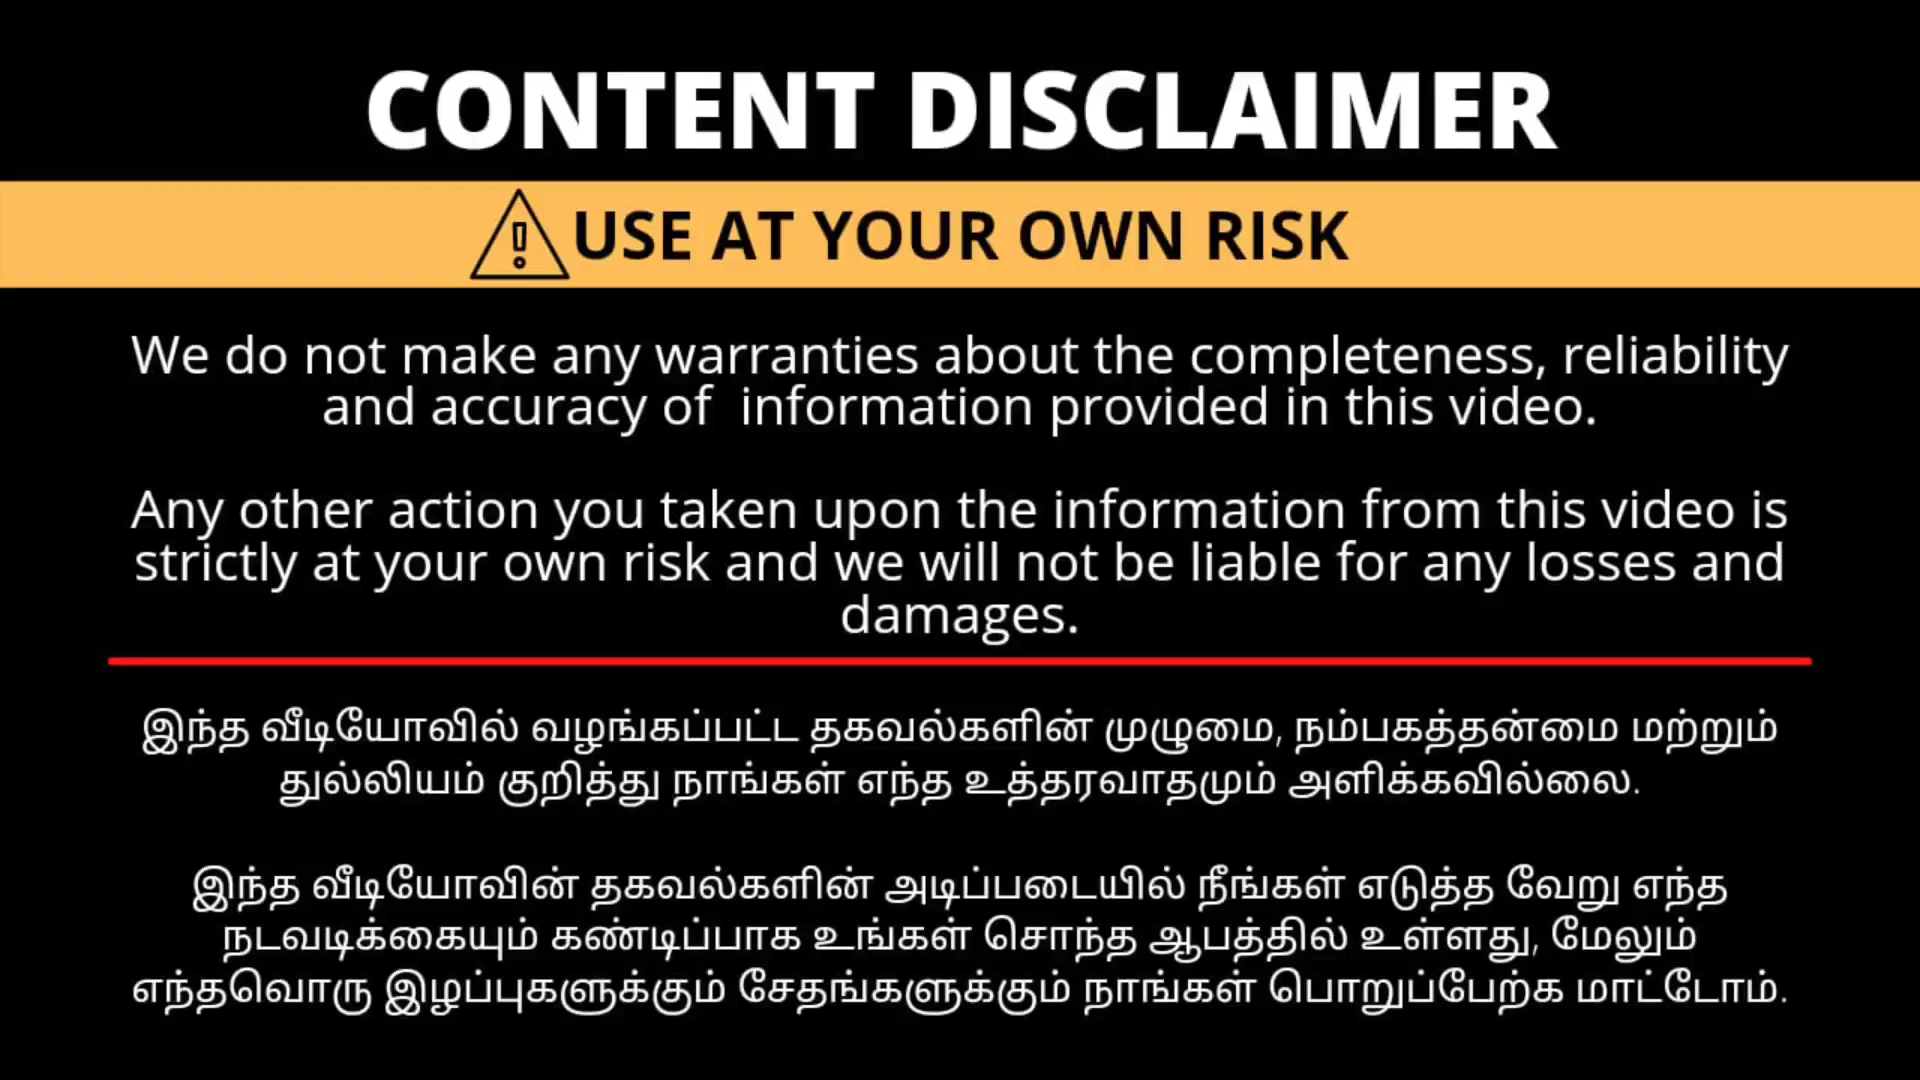 CONTENT DISCLAIMER
USE AT YOUR OWN RISK
We do not make any warranties about the completeness, reliability
and accuracy of information provided in this video.
Any other action you taken upon the information from this video is
strictly at your own risk and we will not be liable for any losses and
damages.
இந்த வீடியோவில் வழங்கப்பட்ட தகவல்களின் முழுமை, நம்பகத்தன்மை மற்றும்
துல்லியம் குறித்து நாங்கள் எந்த உத்தரவாதமும் அளிக்கவில்லை.
இந்த வீடியோவின் தகவல்களின் அடிப்படையில் நீங்கள் எடுத்த வேறு எந்த
நடவடிக்கையும் கண்டிப்பாக உங்கள் சொந்த ஆபத்தில் உள்ளது, மேலும்
எந்தவொரு இழப்புகளுக்கும் சேதங்களுக்கும் நாங்கள் பொறுப்பேற்க மாட்டோம்.